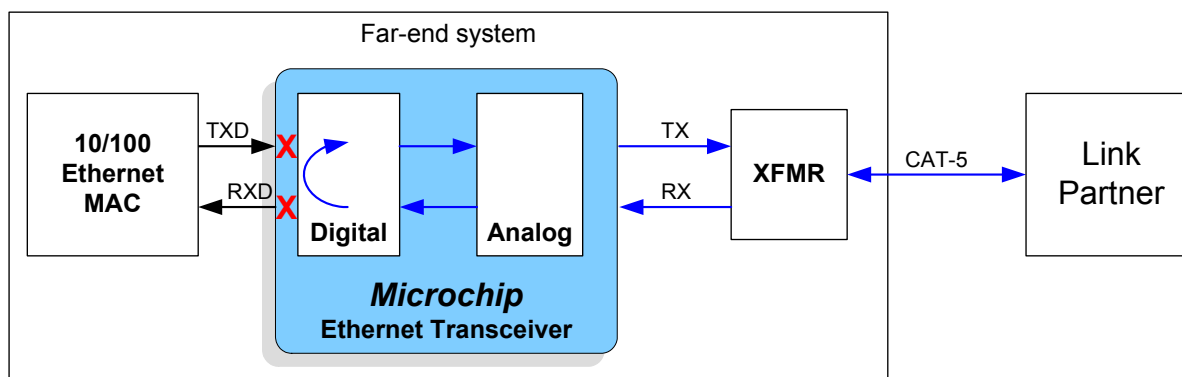 Far-end system
10/100
Ethernet
MAC
TXD
RXD
X
X
Digital
Analog
Microchip
Ethernet Transceiver
TX
RX
XFMR
CAT-5
Link
Partner